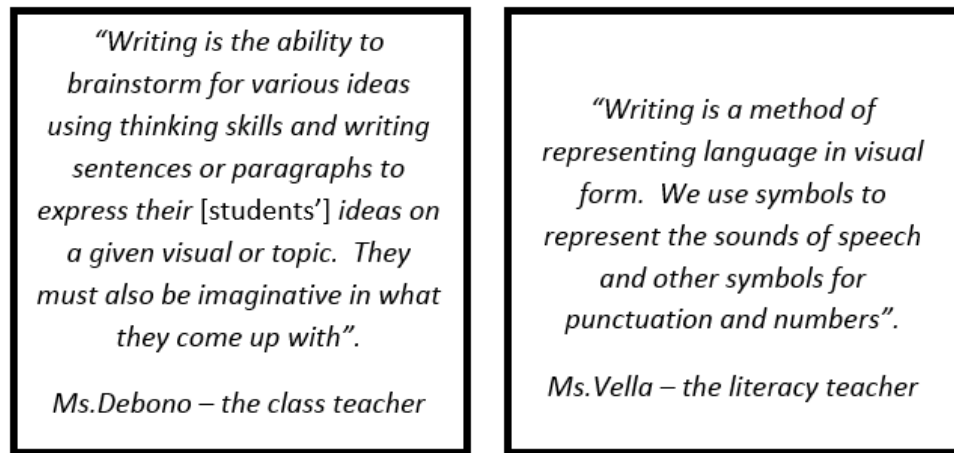 “Writing is the ability to
brainstorm for various ideas
using thinking skills and writing
sentences or paragraphs to
express their [students’] ideas on
a given visual or topic.  They
must also be imaginative in what
they come up with”.
Ms.Debono – the class teacher
“Writing is a method of
representing language in visual
form.  We use symbols to
represent the sounds of speech
and other symbols for
punctuation and numbers”.
Ms.Vella – the literacy teacher